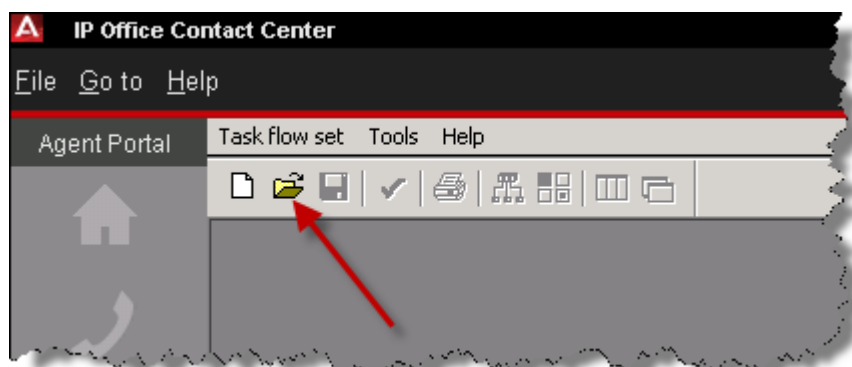 IP Office Contact Center
File Go to Help
Agent Portal
Task flow set Tools Help